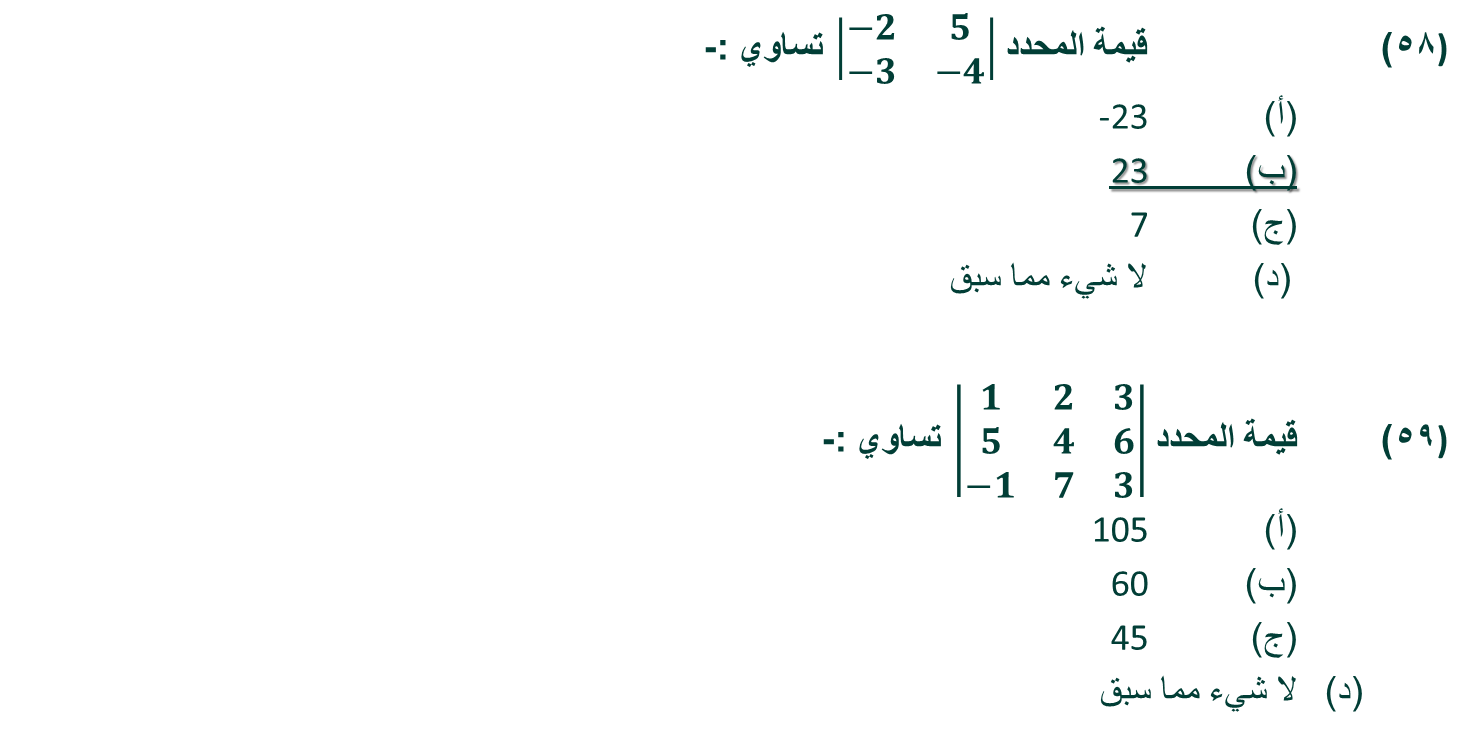 (٥٨) قيمة المحدد |−2 5| تساوي :-
|−3 −4|
(أ) -23
(ب) 23
(ج) 7
(د) لا شيء مما سبق
|1 2 3|
(٥٩) قيمة المحدد |5 4 6| تساوي :-
|−1 7 3|
(أ) 105
(ب) 60
(ج) 45
(د) لا شيء مما سبق